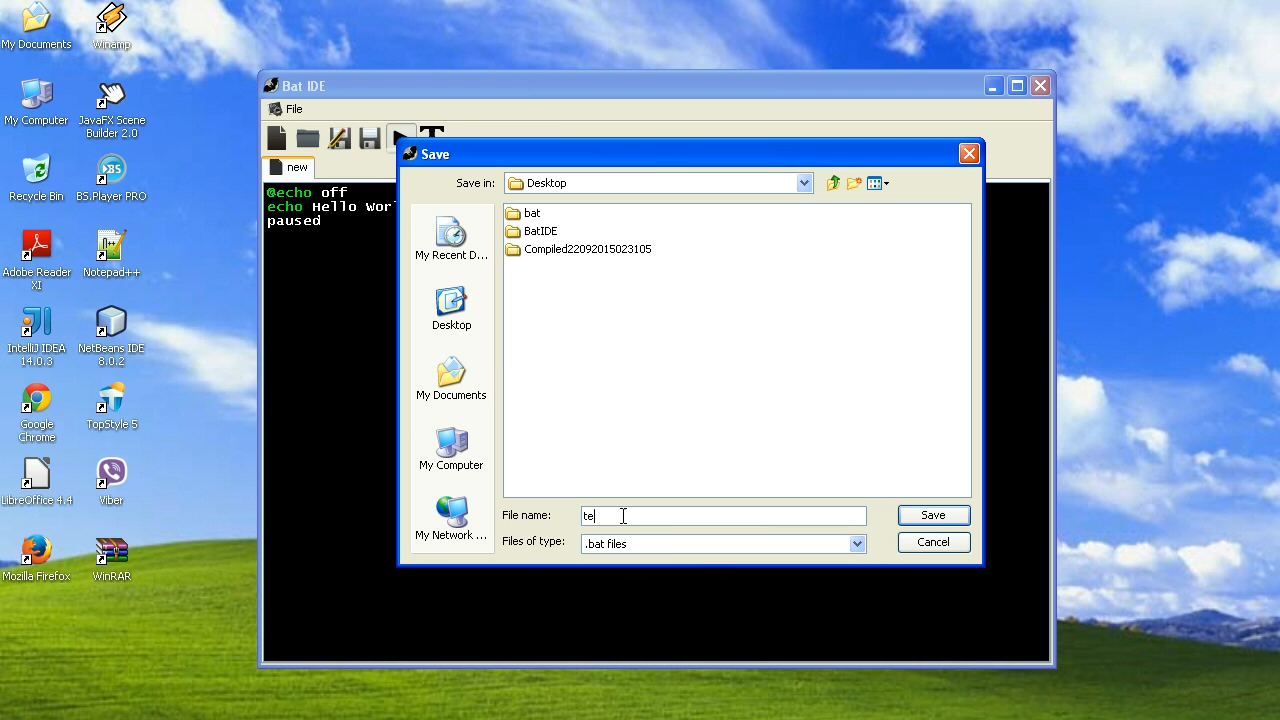 My Documents
Winamp
My Computer
JavaFX Scene
Builder 2.0
Recycle Bin
BS.Player PRO
Adobe Reader
XI
Notepad++
IntelliJ IDEA
14.0.3
NetBeans IDE
8.0.2
Google
Chrome
TopStyle 5
LibreOffice 4.4
Viber
Mozilla Firefox
WinRAR
Bat IDE
File
new
@echo off
echo Hello Worl
paused
Save
Save in:
Desktop
My Recent D...
Desktop
My Documents
My Computer
My Network ...
bat
BatIDE
Compiled22092015023105
File name:
te
Save
Files of type:
.bat files
Cancel